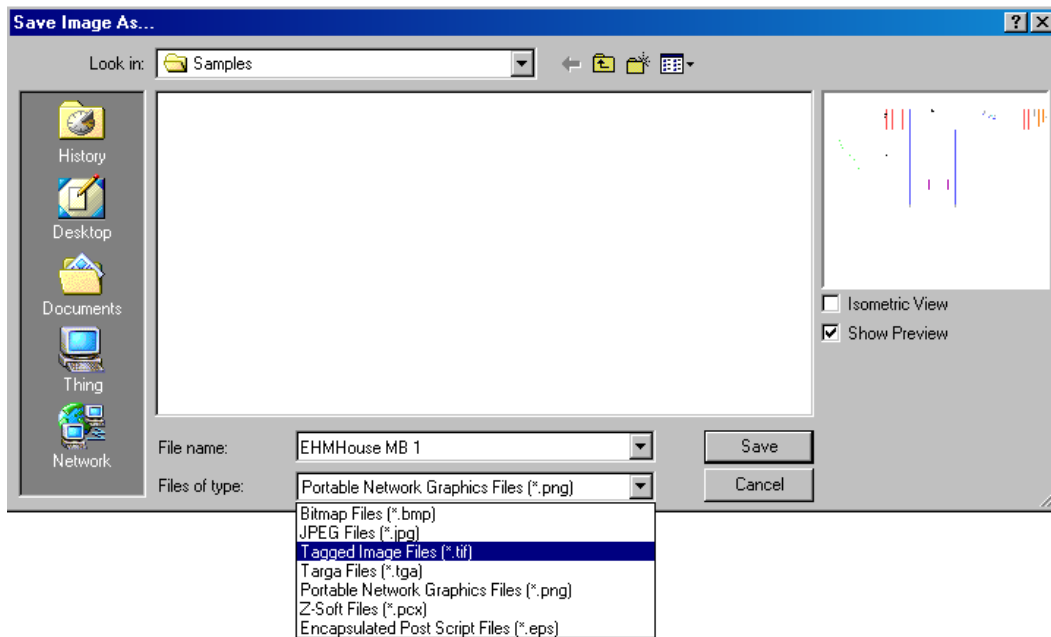 Save Image As...
Look in:
Samples
History
Desktop
Documents
Thing
Network
Isometric View
Show Preview
File name:
EHMHouse MB 1
Save
Files of type:
Portable Network Graphics Files (*.png)
Cancel
Bitmap Files (*.bmp)
JPEG Files (*.jpg)
Tagged Image Files (*.tif)
Targa Files (*.tga)
Portable Network Graphics Files (*.png)
Z-Soft Files (*.pcx)
Encapsulated Post Script Files (*.eps)